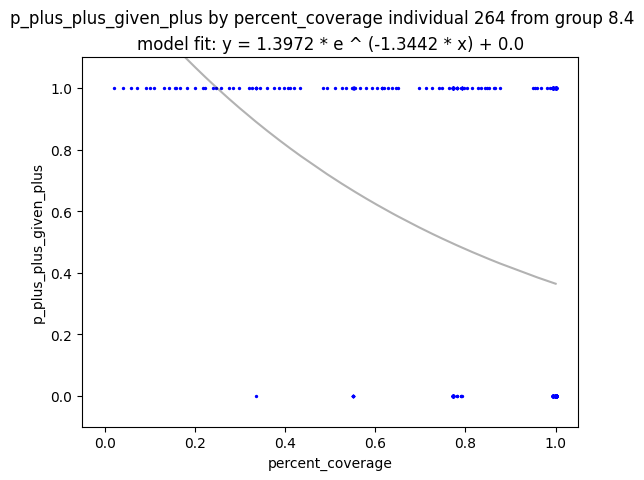 p_plus_plus_given_plus by percent_coverage individual 264 from group 8.4
model fit: y = 1.3972 * e ^ (-1.3442 * x) + 0.0
1.0
0.8
0.6
0.4
0.2
0.0
p_plus_plus_given_plus
0.0 0.2 0.4 0.6 0.8 1.0
percent_coverage